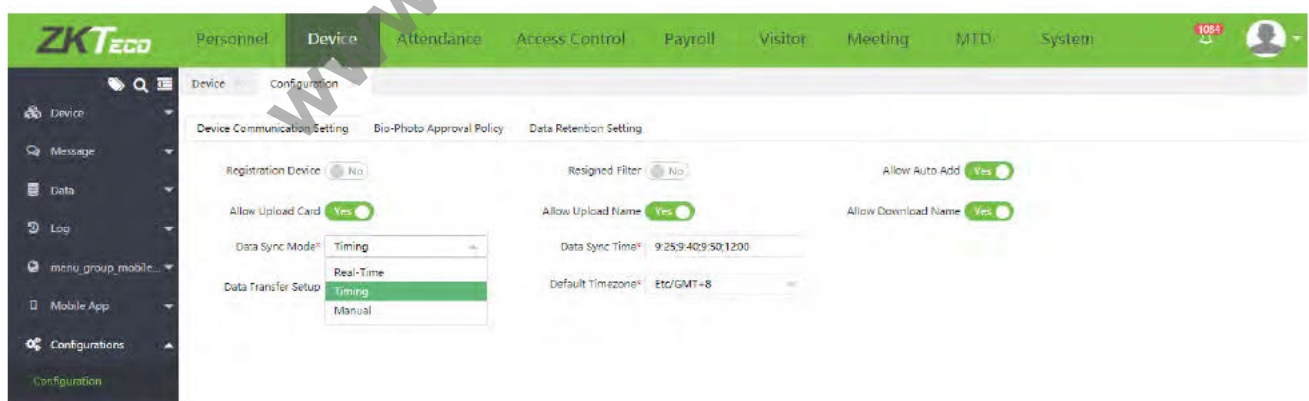 ZKTeco Personnel Device Attendance Access Control Payroll Visitor Meeting MTD System 1084
Device Configuration
Device
Device Communication Setting Bio-Photo Approval Policy Data Retention Setting
Message
Registration Device No Resigned Filter No Allow Auto Add Yes
Data
Allow Upload Card Yes Allow Upload Name Yes Allow Download Name Yes
Log
Data Sync Mode* Timing Data Sync Time* 9:25;9:40;9:50;12:00
menu_group_mobile...
Real-Time
Data Transfer Setup Timing Default Timezone* Etc/GMT+8
Mobile App
Manual
Configurations
Configuration